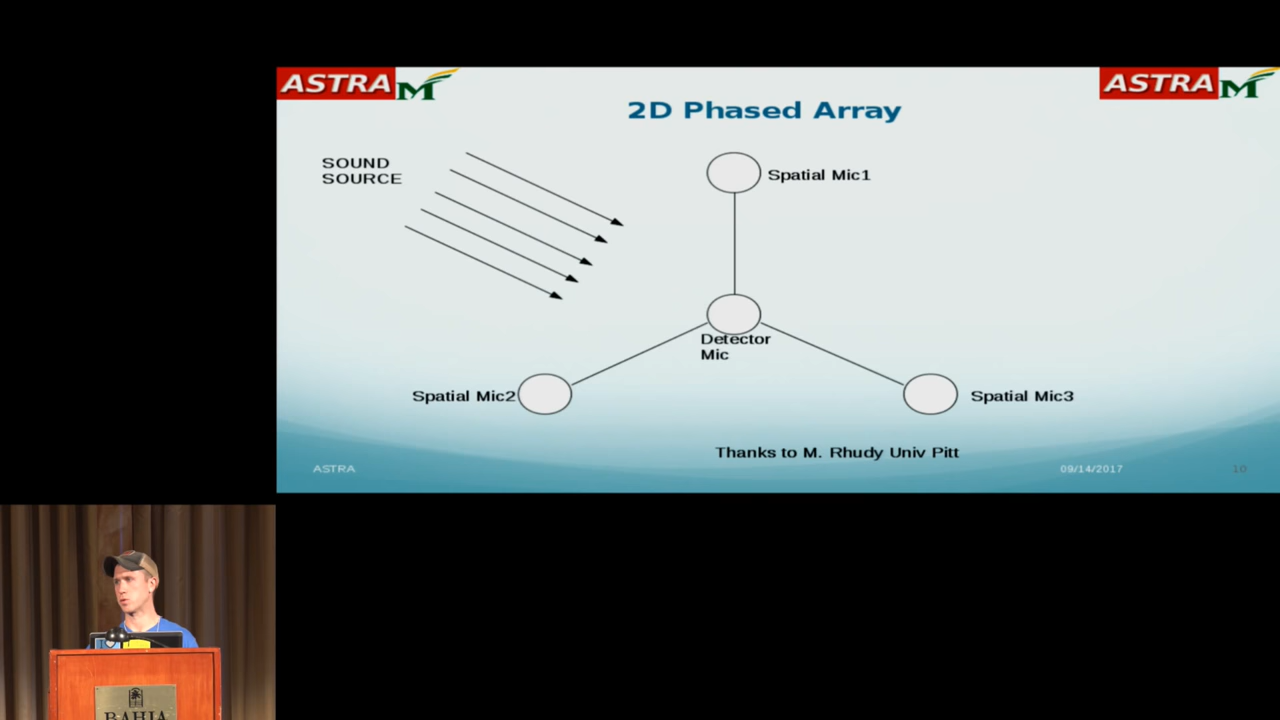 ASTRA M
ASTRA M
2D Phased Array
SOUND
SOURCE
Spatial Mic1
Detector
Mic
Spatial Mic2
Spatial Mic3
Thanks to M. Rhudy Univ Pitt
ASTRA
09/14/2017
10
BAHIA